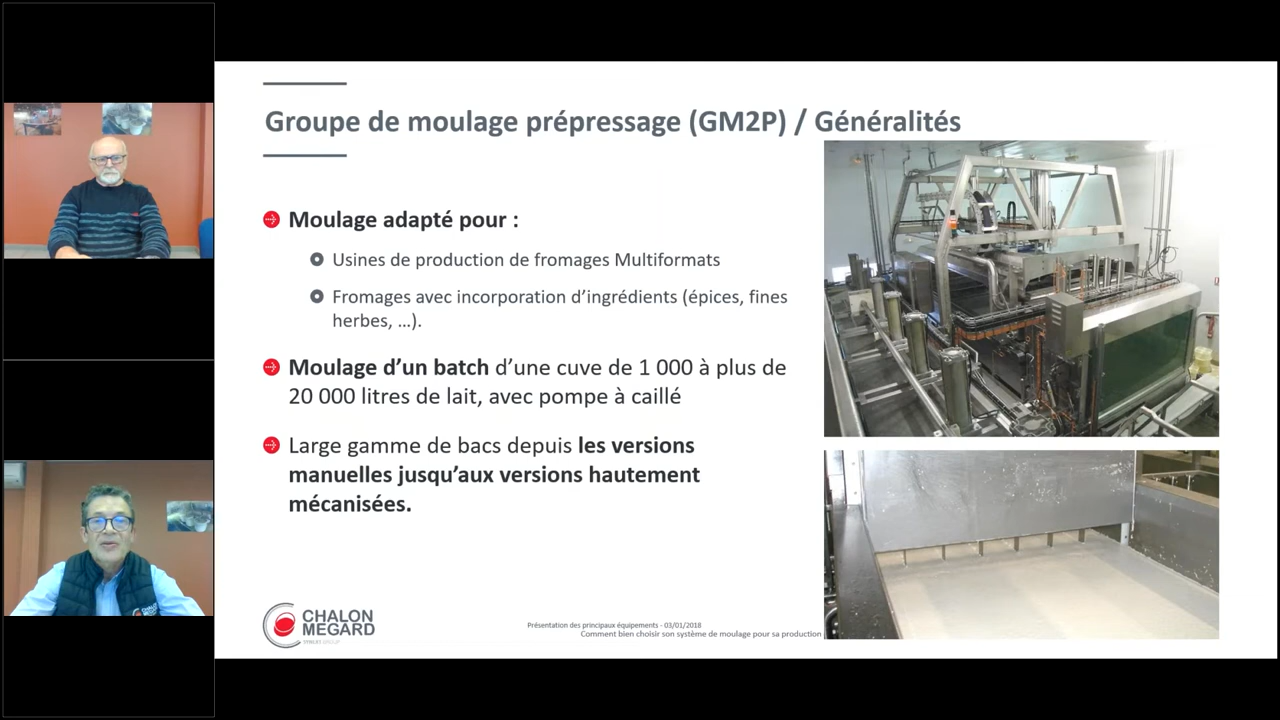 Groupe de moulage prépressage (GM2P) / Généralités
Moulage adapté pour :
Usines de production de fromages Multiformats
Fromages avec incorporation d’ingrédients (épices, fines
herbes, …).
Moulage d’un batch d’une cuve de 1 000 à plus de
20 000 litres de lait, avec pompe à caillé
Large gamme de bacs depuis les versions
manuelles jusqu’aux versions hautement
mécanisées.
CHALON
MEGARD
Présentation des principaux équipements - 03/01/2018
Comment bien choisir son système de moulage pour sa production
CHALON
MEGARD